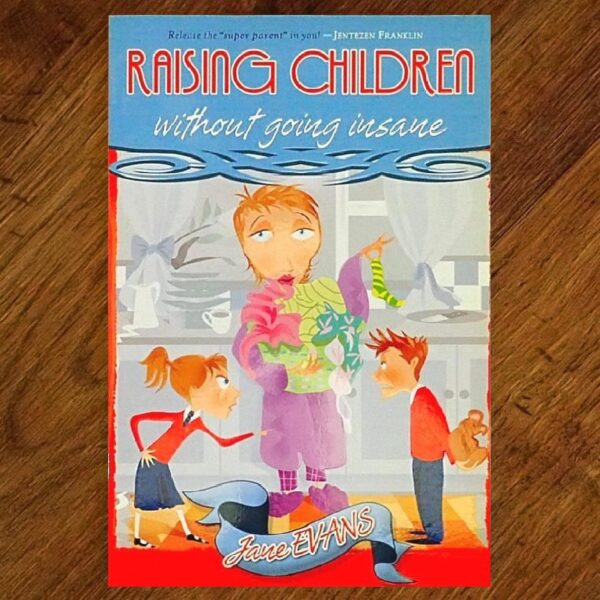 Release the "super parent" in you! —JENTEZEN FRANKLIN
RAISING CHILDREN
without going insane
Jane EVANS